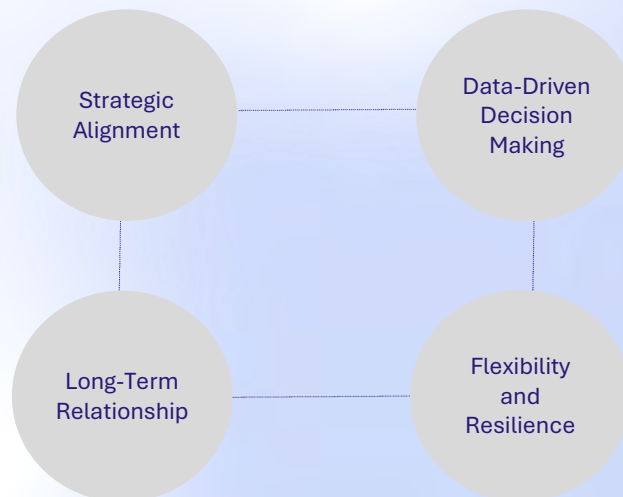 Strategic
Alignment
Data-Driven
Decision
Making
Long-Term
Relationship
Flexibility
and
Resilience